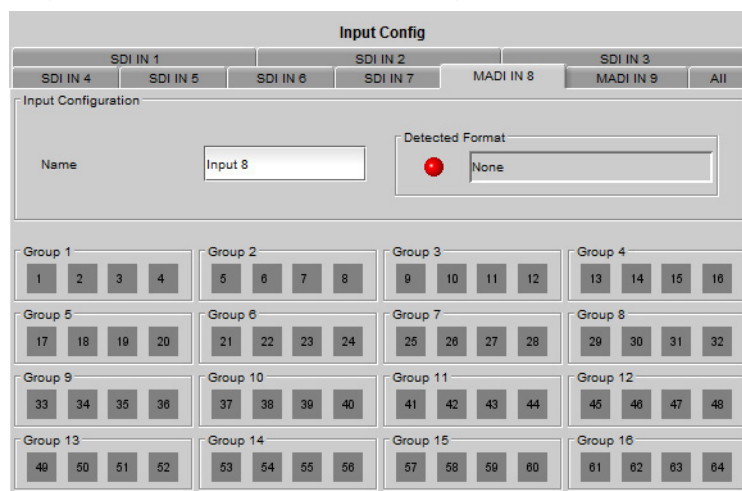 Input Config
SDI IN 1 SDI IN 2 SDI IN 3
SDI IN 4 SDI IN 5 SDI IN 6 SDI IN 7 MADI IN 8 MADI IN 9 All
Input Configuration
Detected Format
Name Input 8 None
Group 1 Group 2 Group 3 Group 4
1 2 3 4 5 6 7 8 9 10 11 12 13 14 15 16
Group 5 Group 6 Group 7 Group 8
17 18 19 20 21 22 23 24 25 26 27 28 29 30 31 32
Group 9 Group 10 Group 11 Group 12
33 34 35 36 37 38 39 40 41 42 43 44 45 46 47 48
Group 13 Group 14 Group 15 Group 16
49 50 51 52 53 54 55 56 57 58 59 60 61 62 63 64